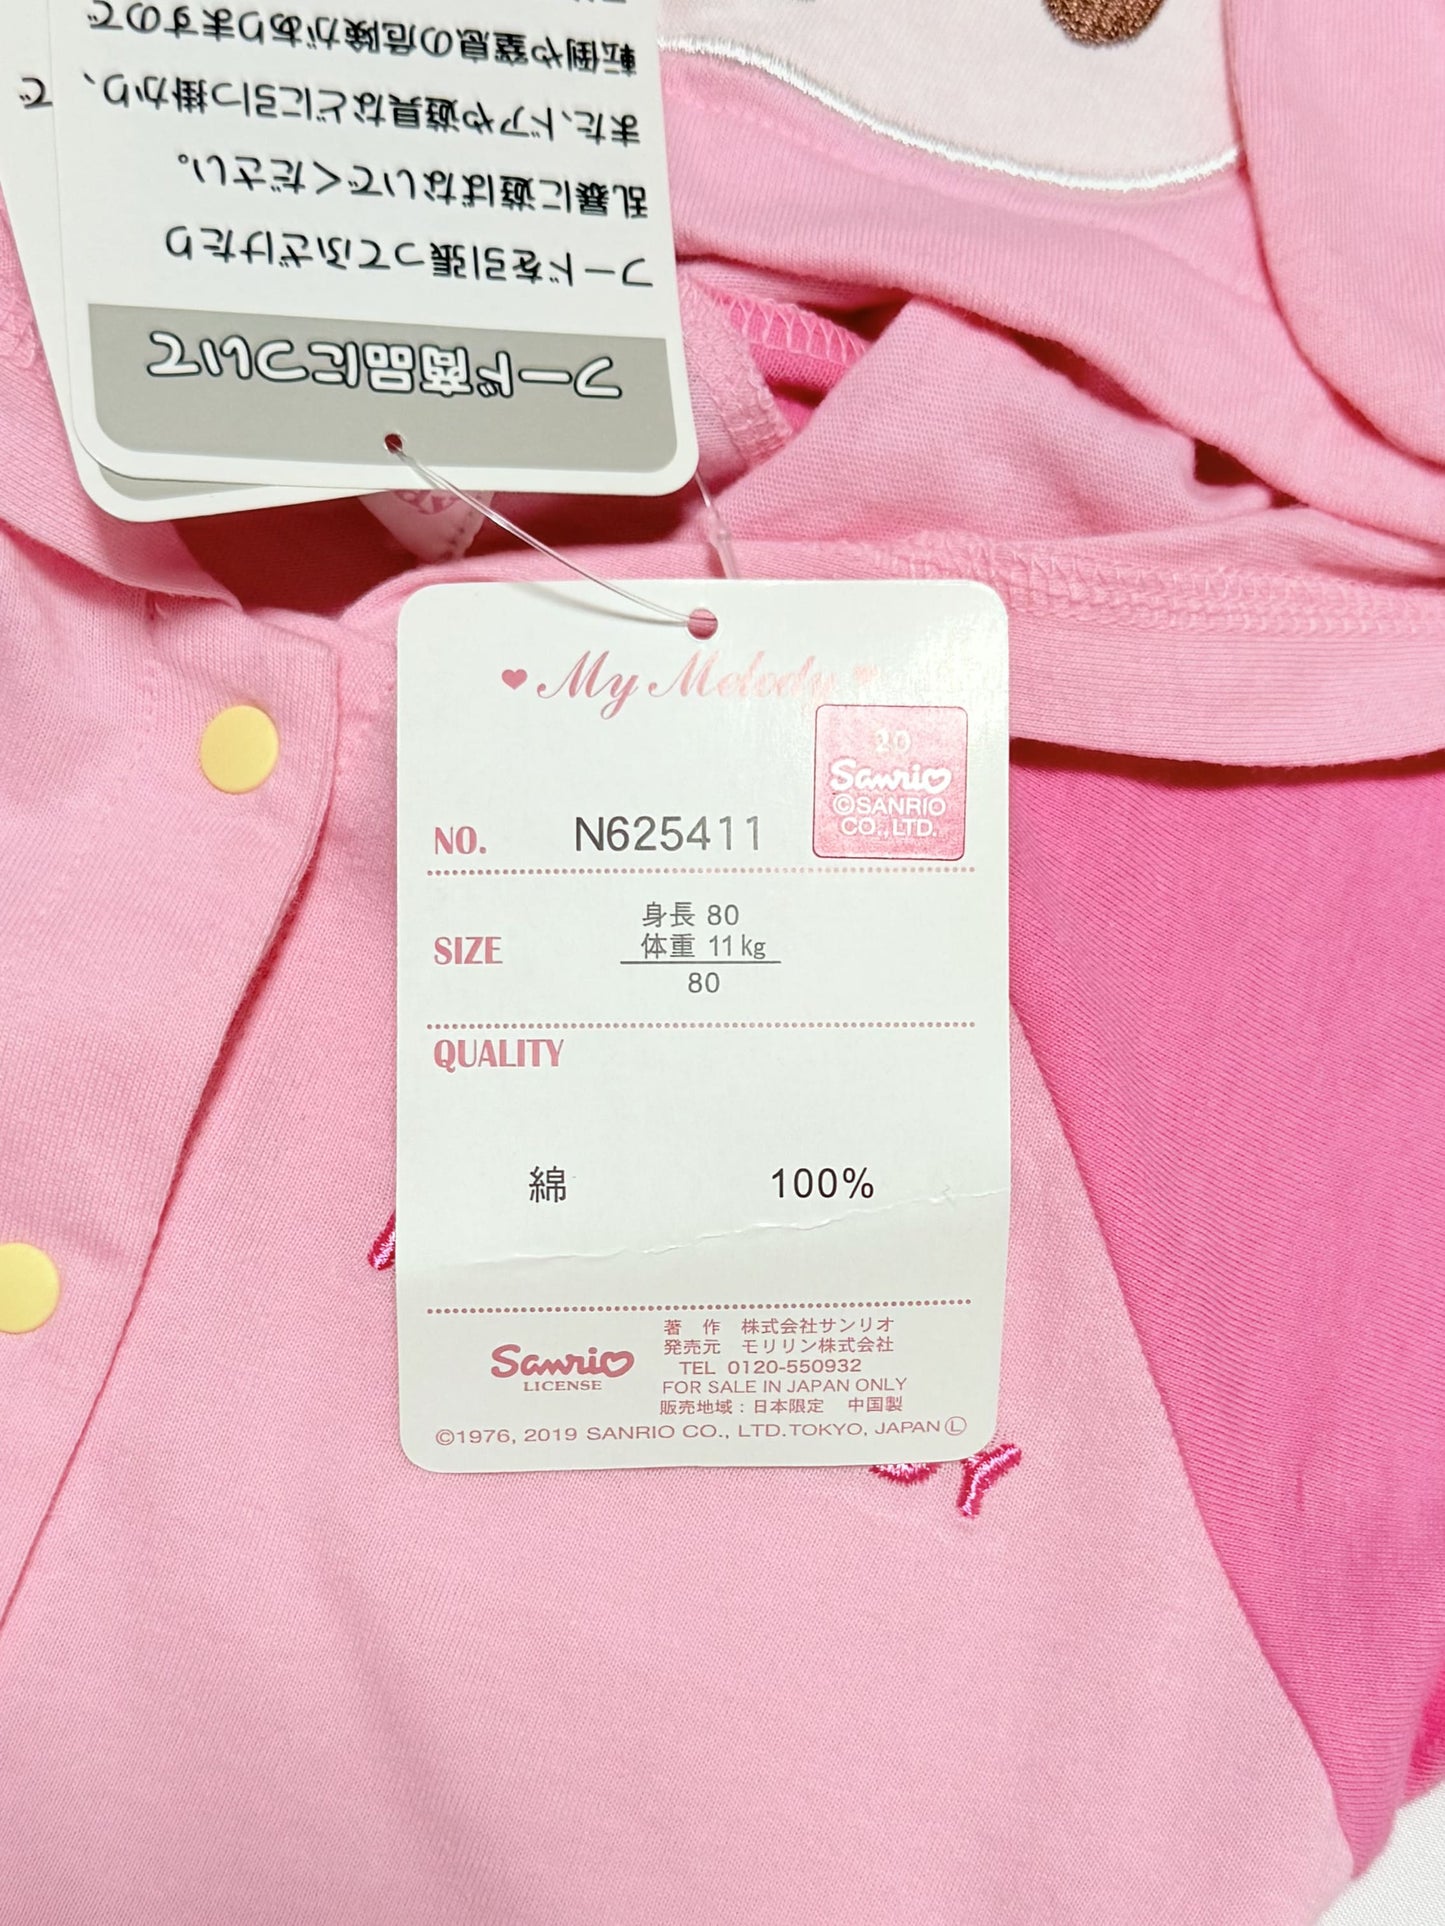 フード商品について
フードを引張ってふざけたり
乱暴に遊ばないでください。
また、ドアや遊具などに引っ掛かり、
転倒や窒息の危険がありますので
で
♥ My Melody ♥
20
Sanrio
©SANRIO
CO.,LTD.
NO. N625411
SIZE
身長 80
体重 11kg
80
QUALITY
綿 100%
Sanrio
LICENSE
著 作 株式会社サンリオ
発売元 モリリン株式会社
TEL 0120-550932
FOR SALE IN JAPAN ONLY
販売地域：日本限定 中国製
©1976, 2019 SANRIO CO., LTD.TOKYO, JAPAN Ⓛ
Y